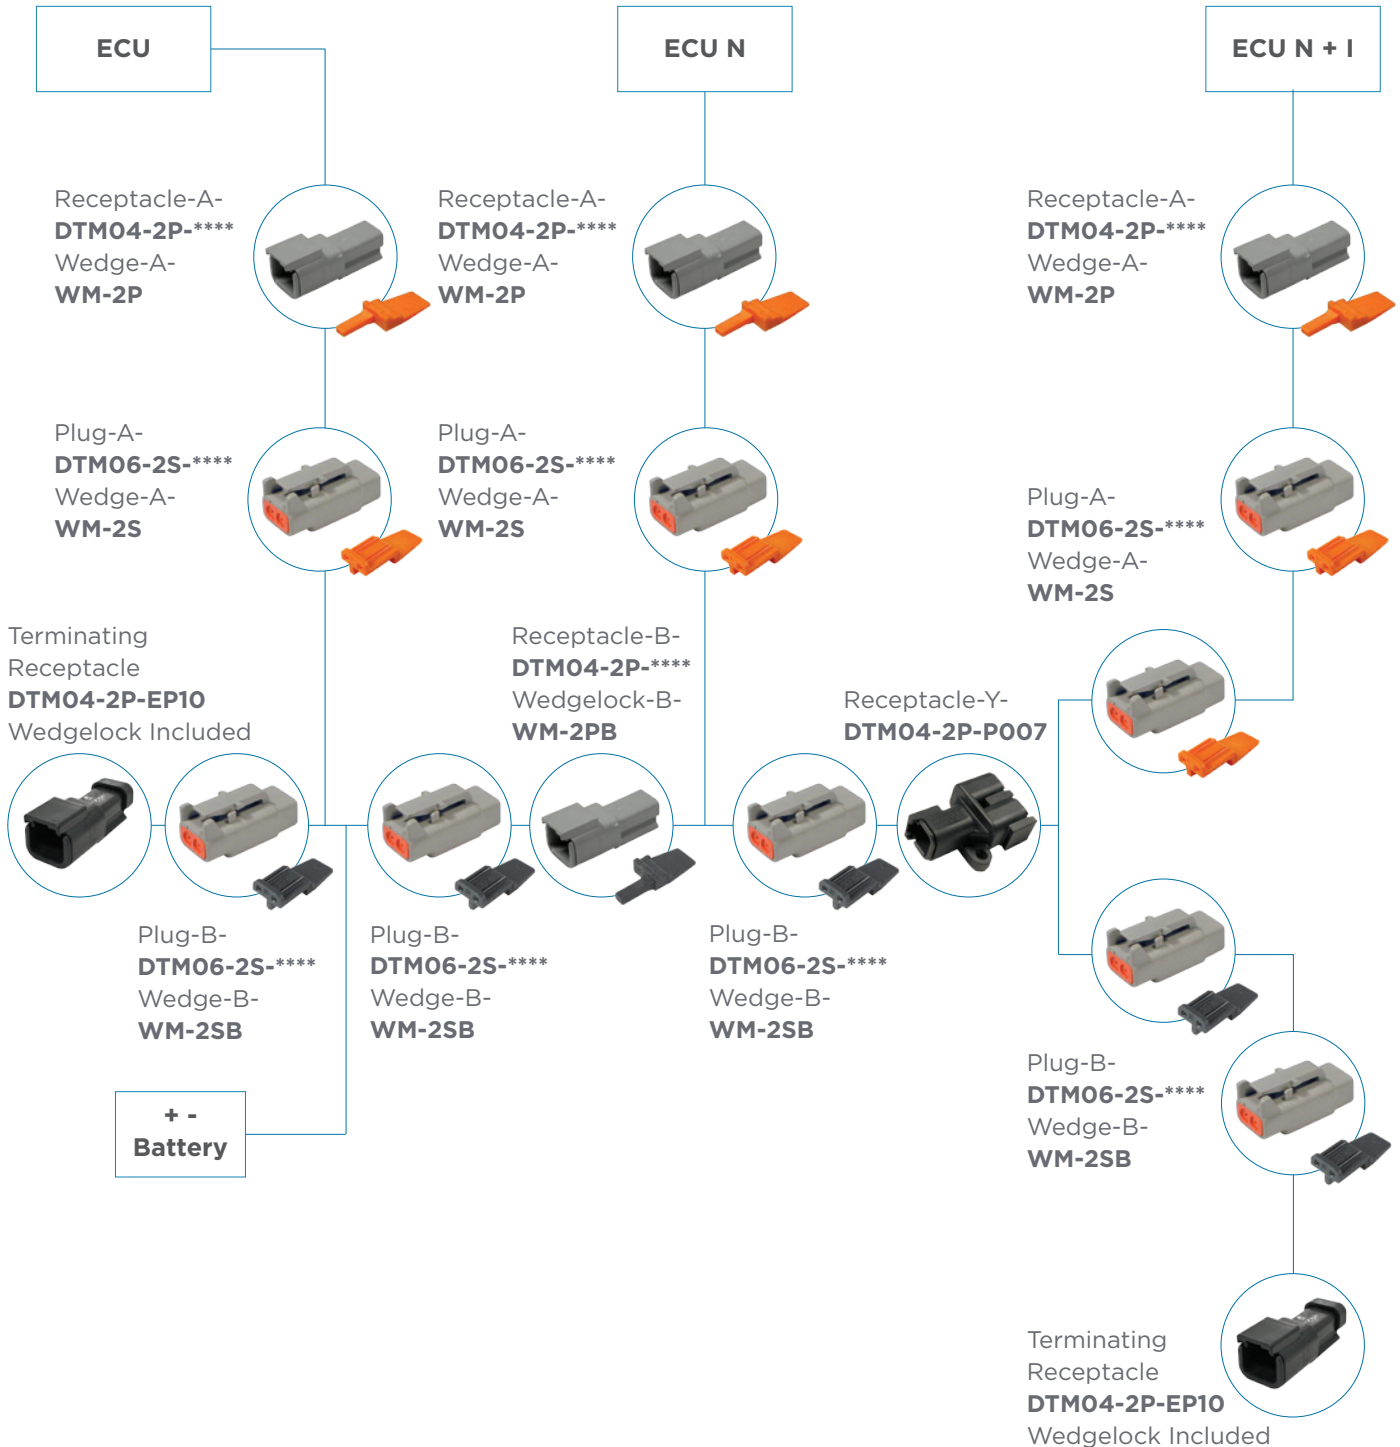 ECU
ECU N
ECU N + I
Receptacle-A-
DTM04-2P-****
Wedge-A-
WM-2P
Receptacle-A-
DTM04-2P-****
Wedge-A-
WM-2P
Receptacle-A-
DTM04-2P-****
Wedge-A-
WM-2P
Plug-A-
DTM06-2S-****
Wedge-A-
WM-2S
Plug-A-
DTM06-2S-****
Wedge-A-
WM-2S
Plug-A-
DTM06-2S-****
Wedge-A-
WM-2S
Terminating
Receptacle
DTM04-2P-EP10
Wedgelock Included
Receptacle-B-
DTM04-2P-****
Wedgelock-B-
WM-2PB
Receptacle-Y-
DTM04-2P-P007
Plug-B-
DTM06-2S-****
Wedge-B-
WM-2SB
Plug-B-
DTM06-2S-****
Wedge-B-
WM-2SB
Plug-B-
DTM06-2S-****
Wedge-B-
WM-2SB
+ -
Battery
Plug-B-
DTM06-2S-****
Wedge-B-
WM-2SB
Terminating
Receptacle
DTM04-2P-EP10
Wedgelock Included